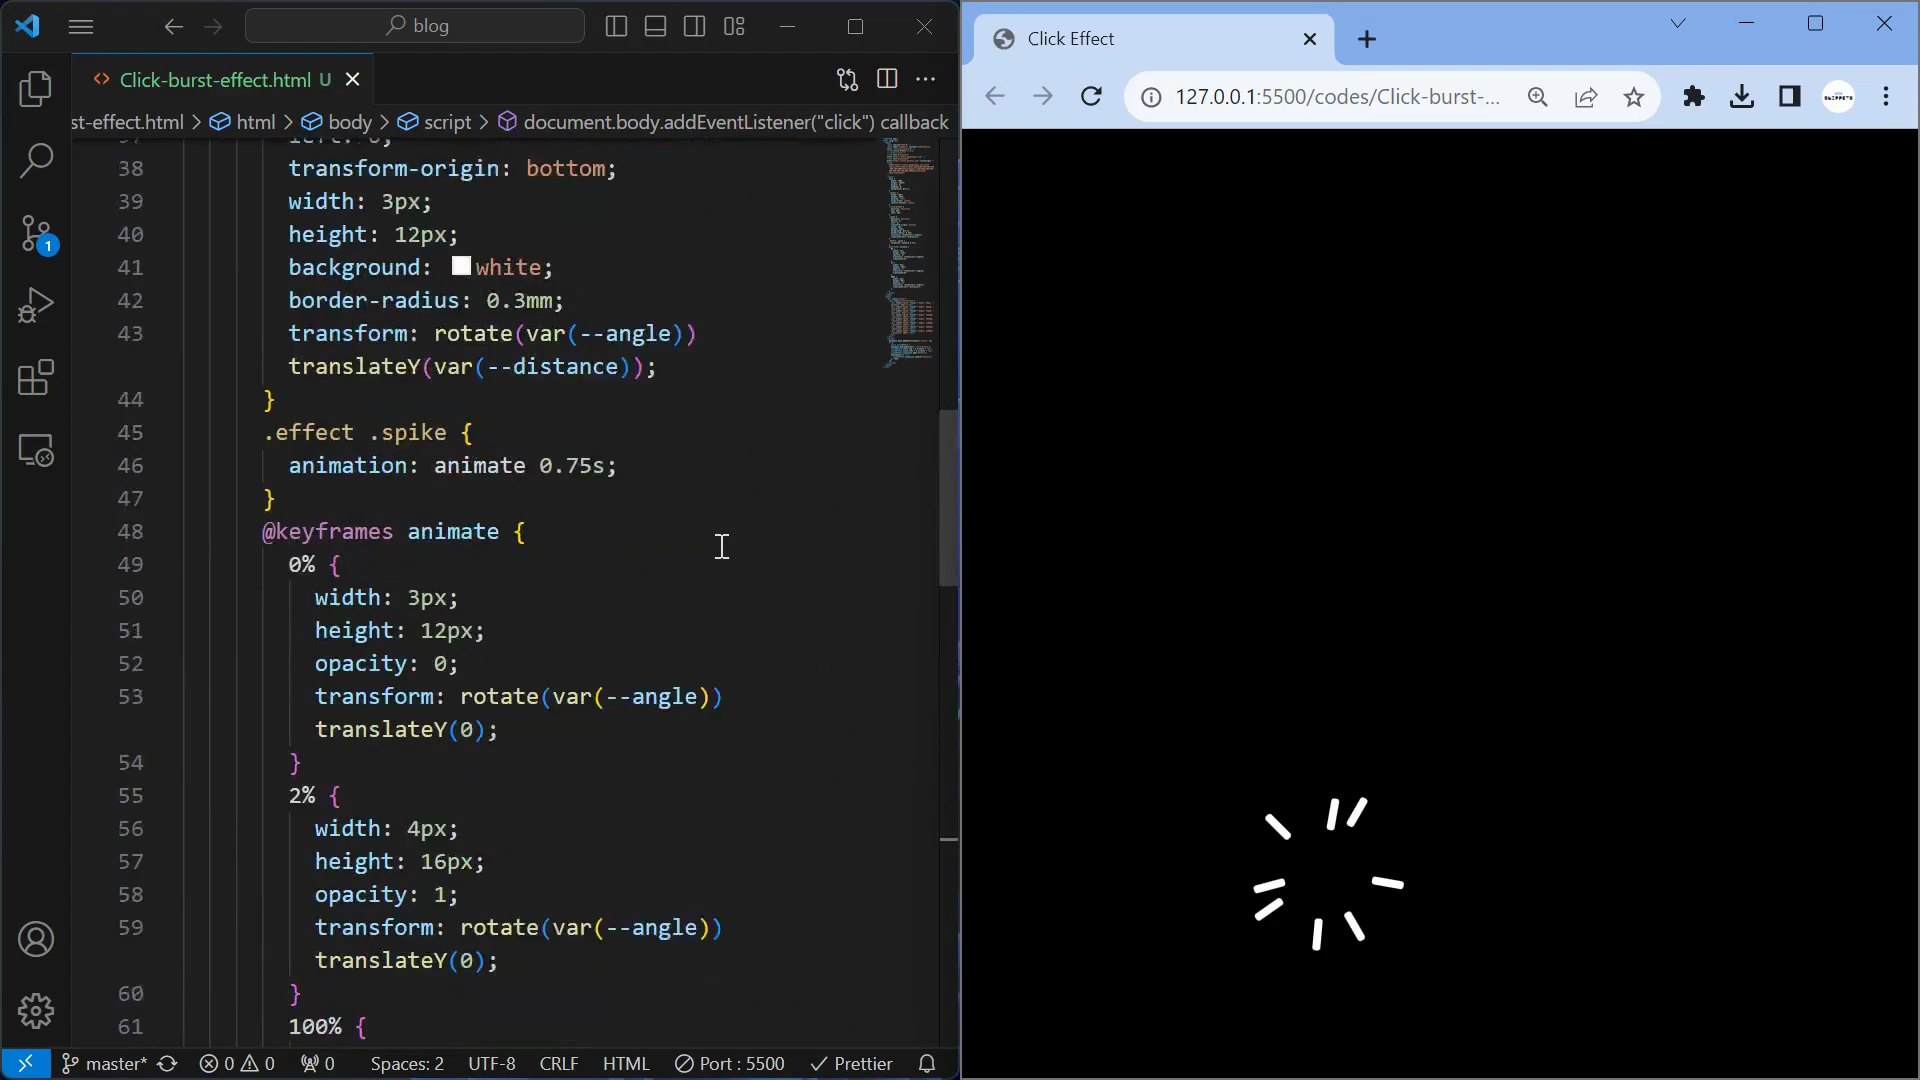 blog
Click-burst-effect.html U
st-effect.html > html > body > script > document.body.addEventListener("click") callback
38 transform-origin: bottom;
39 width: 3px;
40 height: 12px;
41 background: white;
42 border-radius: 0.3mm;
43 transform: rotate(var(--angle))
translateY(var(--distance));
44 }
45 .effect .spike {
46 animation: animate 0.75s;
47 }
48 @keyframes animate {
49 0% {
50 width: 3px;
51 height: 12px;
52 opacity: 0;
53 transform: rotate(var(--angle))
translateY(0);
54 }
55 2% {
56 width: 4px;
57 height: 16px;
58 opacity: 1;
59 transform: rotate(var(--angle))
translateY(0);
60 }
61 100% {
1
master* 0 0 0 Spaces: 2 UTF-8 CRLF HTML Port : 5500 Prettier
Click Effect
127.0.0.1:5500/codes/Click-burst-...